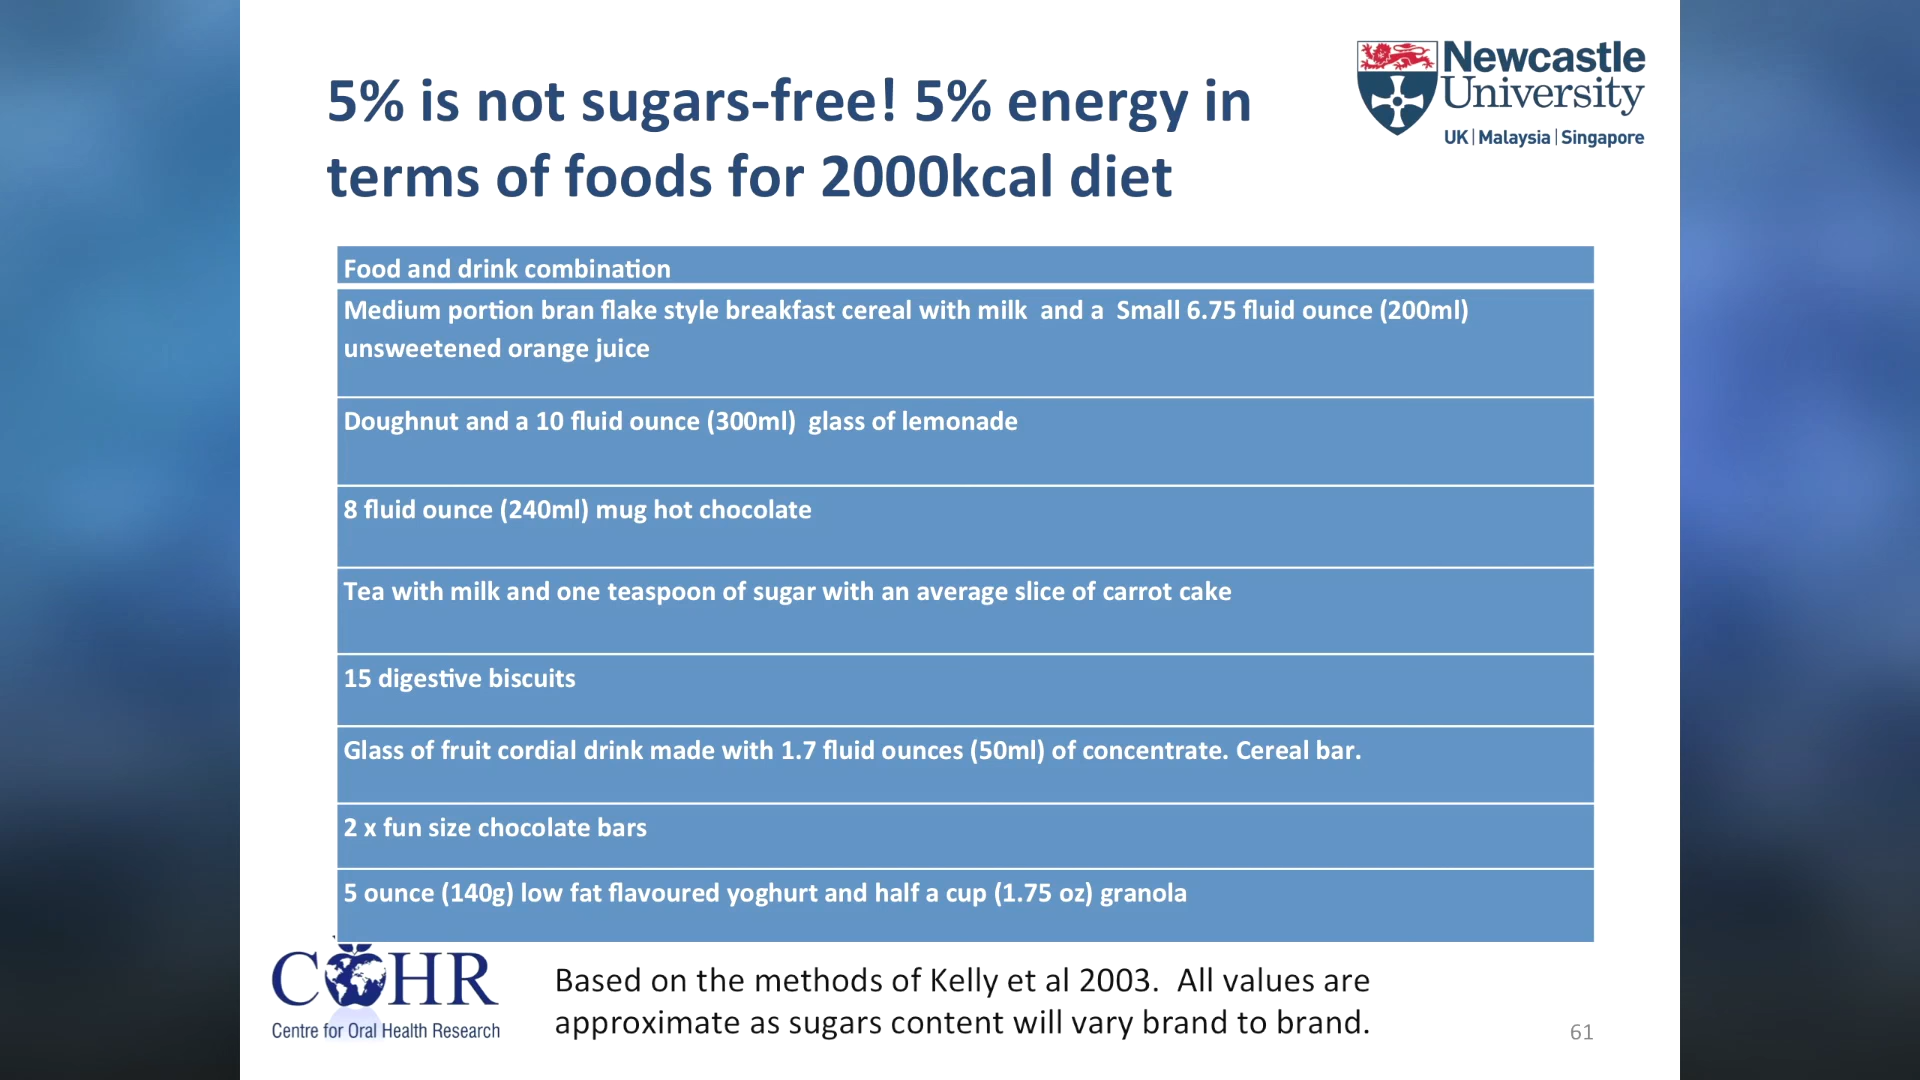 5% is not sugars-free! 5% energy in
terms of foods for 2000kcal diet
Newcastle
University
UK | Malaysia | Singapore
Food and drink combination
Medium portion bran flake style breakfast cereal with milk  and a  Small 6.75 fluid ounce (200ml)
unsweetened orange juice
Doughnut and a 10 fluid ounce (300ml)  glass of lemonade
8 fluid ounce (240ml) mug hot chocolate
Tea with milk and one teaspoon of sugar with an average slice of carrot cake
15 digestive biscuits
Glass of fruit cordial drink made with 1.7 fluid ounces (50ml) of concentrate. Cereal bar.
2 x fun size chocolate bars
5 ounce (140g) low fat flavoured yoghurt and half a cup (1.75 oz) granola
COHR
Centre for Oral Health Research
Based on the methods of Kelly et al 2003.  All values are
approximate as sugars content will vary brand to brand.
61